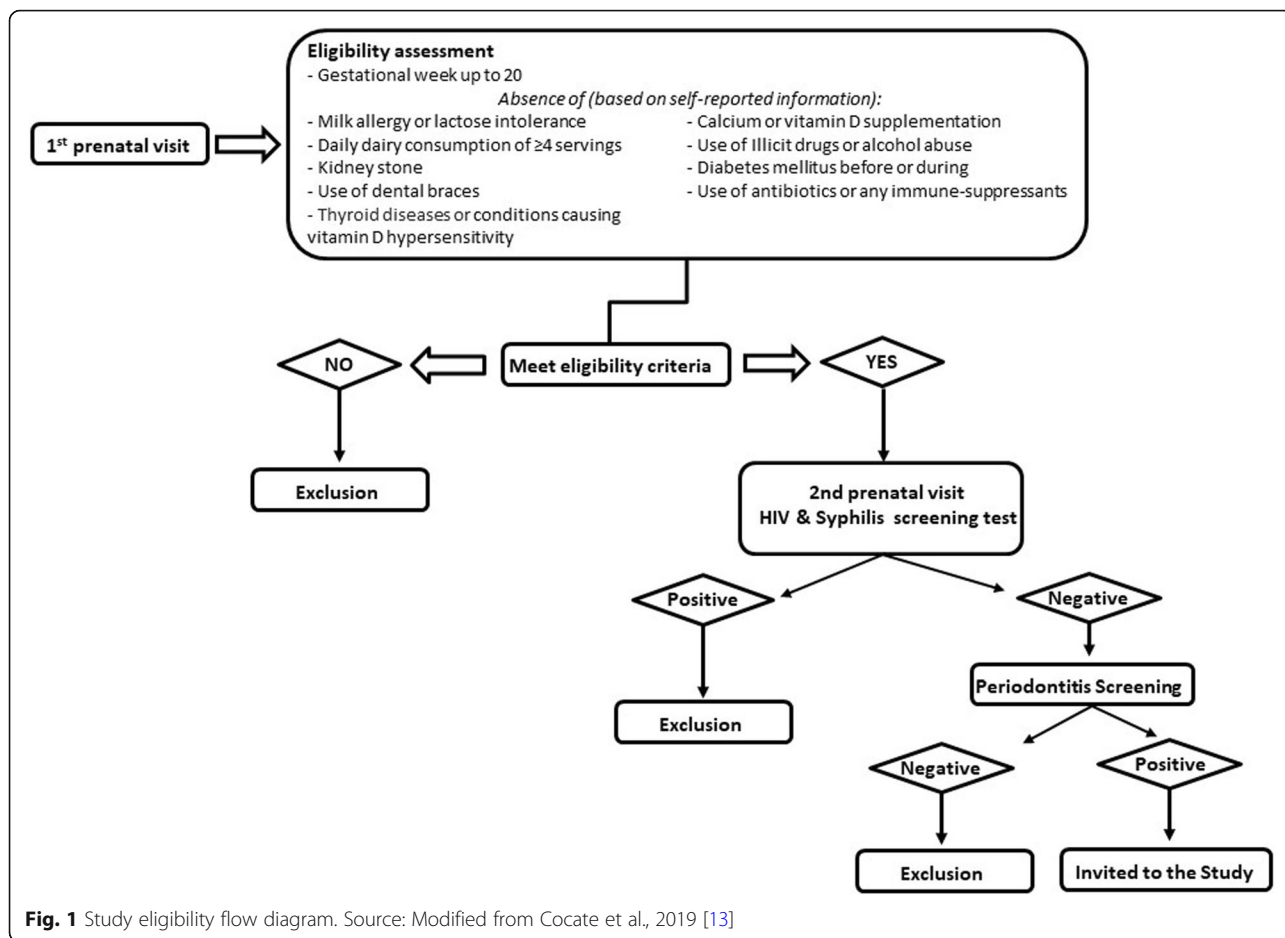 Eligibility assessment
- Gestational week up to 20
Absence of (based on self-reported information):
- Milk allergy or lactose intolerance
- Daily dairy consumption of ≥4 servings
- Kidney stone
- Use of dental braces
- Thyroid diseases or conditions causing
vitamin D hypersensitivity
- Calcium or vitamin D supplementation
- Use of Illicit drugs or alcohol abuse
- Diabetes mellitus before or during
- Use of antibiotics or any immune-suppressants
1st prenatal visit
NO
Meet eligibility criteria
YES
Exclusion
2nd prenatal visit
HIV & Syphilis screening test
Positive
Negative
Periodontitis Screening
Exclusion
Negative
Positive
Exclusion
Invited to the Study
Fig. 1 Study eligibility flow diagram. Source: Modified from Cocate et al., 2019 [13]